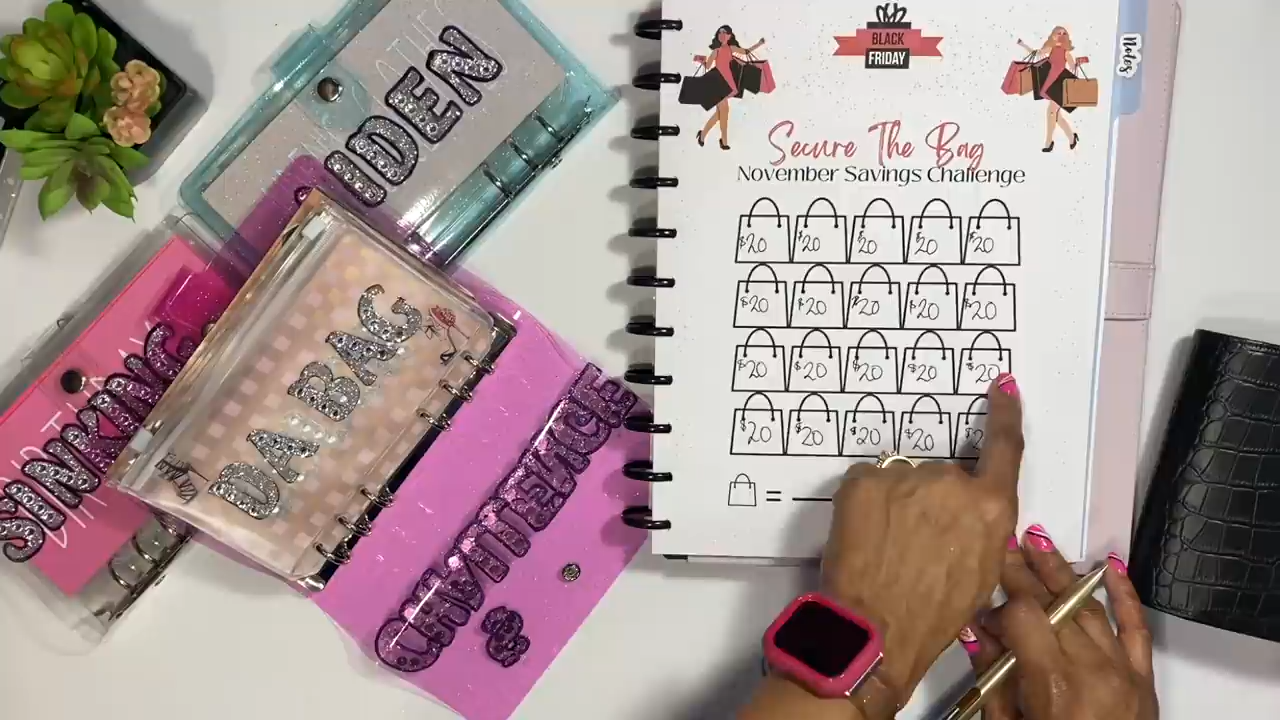 BLACK
FRIDAY
Notes
Secure The Bag
November Savings Challenge
$20 $20 $20 $20 $20
$20 $20 $20 $20 $20
$20 $20 $20 $20 $20
$20 $20 $20 $20
=
IDEN
DA BAG
SINKING